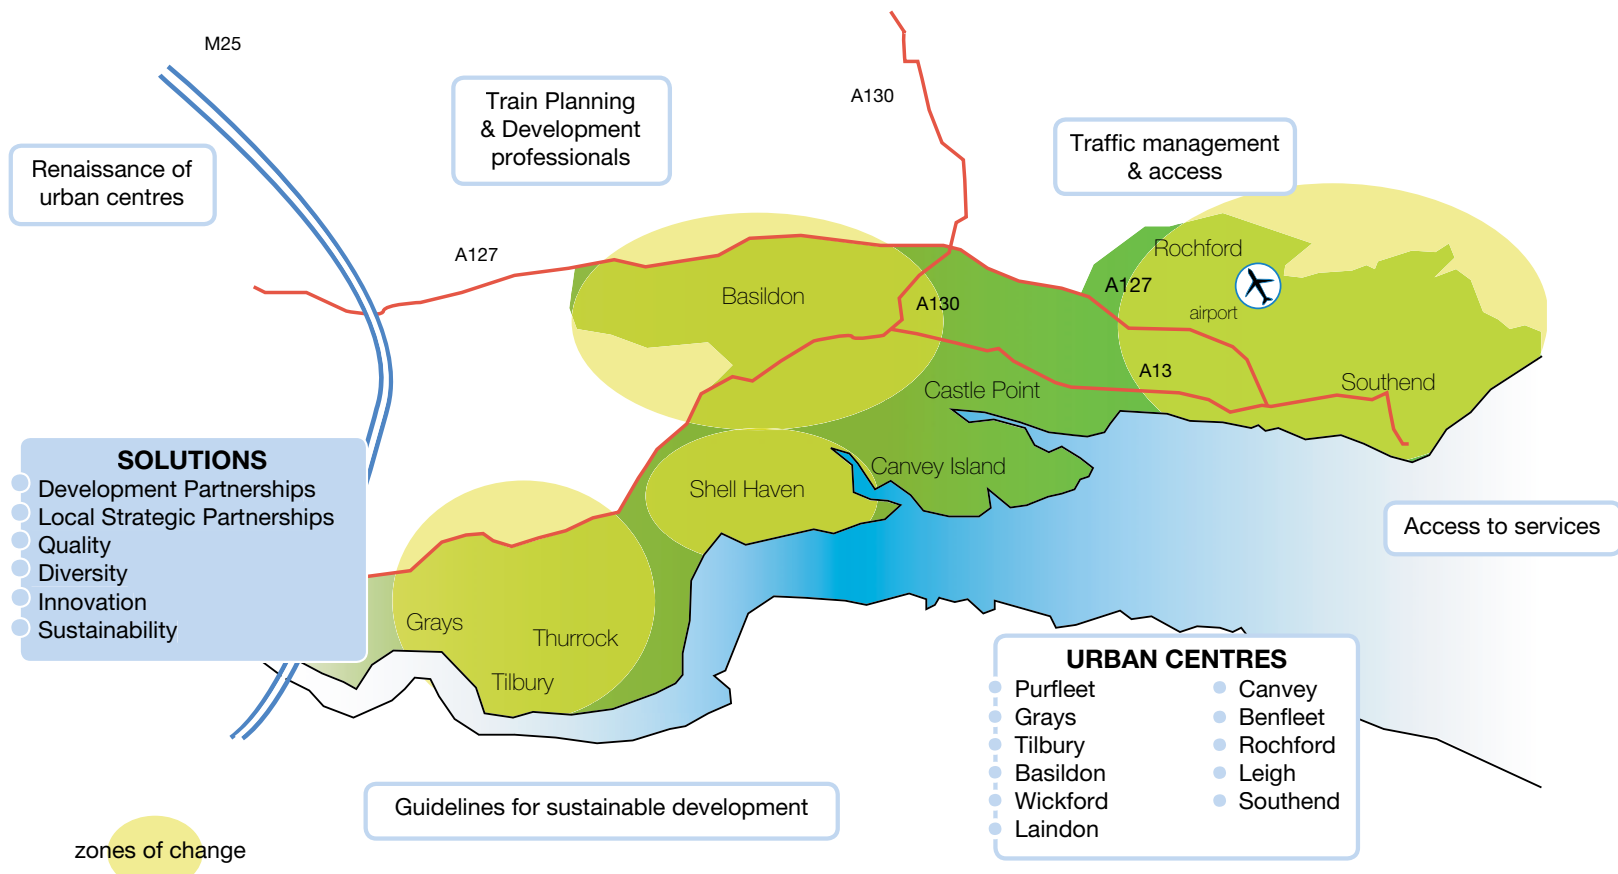 M25
A130
Train Planning
& Development
professionals
Traffic management
& access
Renaissance of
urban centres
A127
Rochford
Basildon
A130
A127
airport
A13
Castle Point
Southend
SOLUTIONS
Development Partnerships
Local Strategic Partnerships
Quality
Diversity
Innovation
Sustainability
Canvey Island
Shell Haven
Access to services
Grays
Thurrock
Tilbury
URBAN CENTRES
Purfleet
Grays
Tilbury
Basildon
Wickford
Laindon
Canvey
Benfleet
Rochford
Leigh
Southend
Guidelines for sustainable development
zones of change